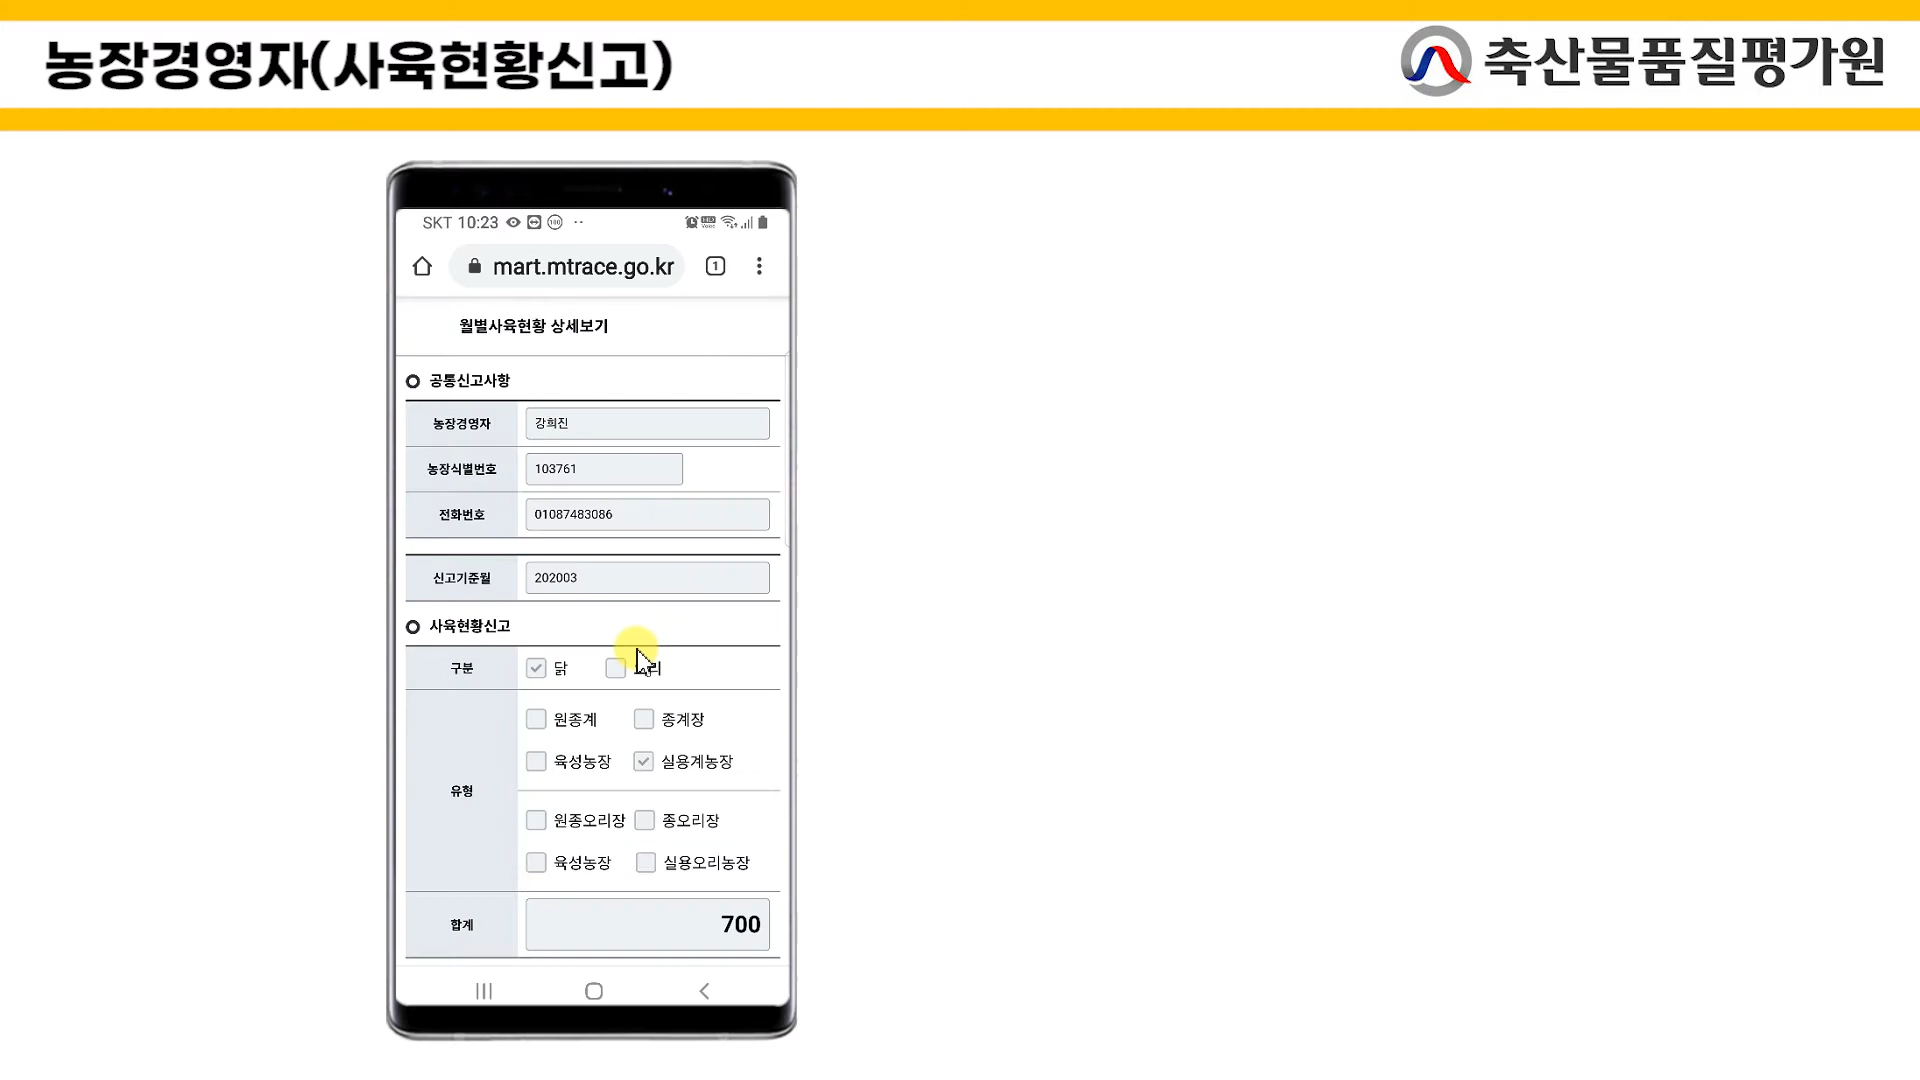 농장경영자(사육현황신고)
축산물품질평가원
SKT 10:23
mart.mtrace.go.kr
1
월별사육현황 상세보기
공통신고사항
농장경영자 강희진
농장식별번호 103761
전화번호 01087483086
신고기준월 202003
사육현황신고
구분 닭
유형
원종계 종계장
육성농장 실용계농장
원종오리장 종오리장
육성농장 실용오리농장
합계 700